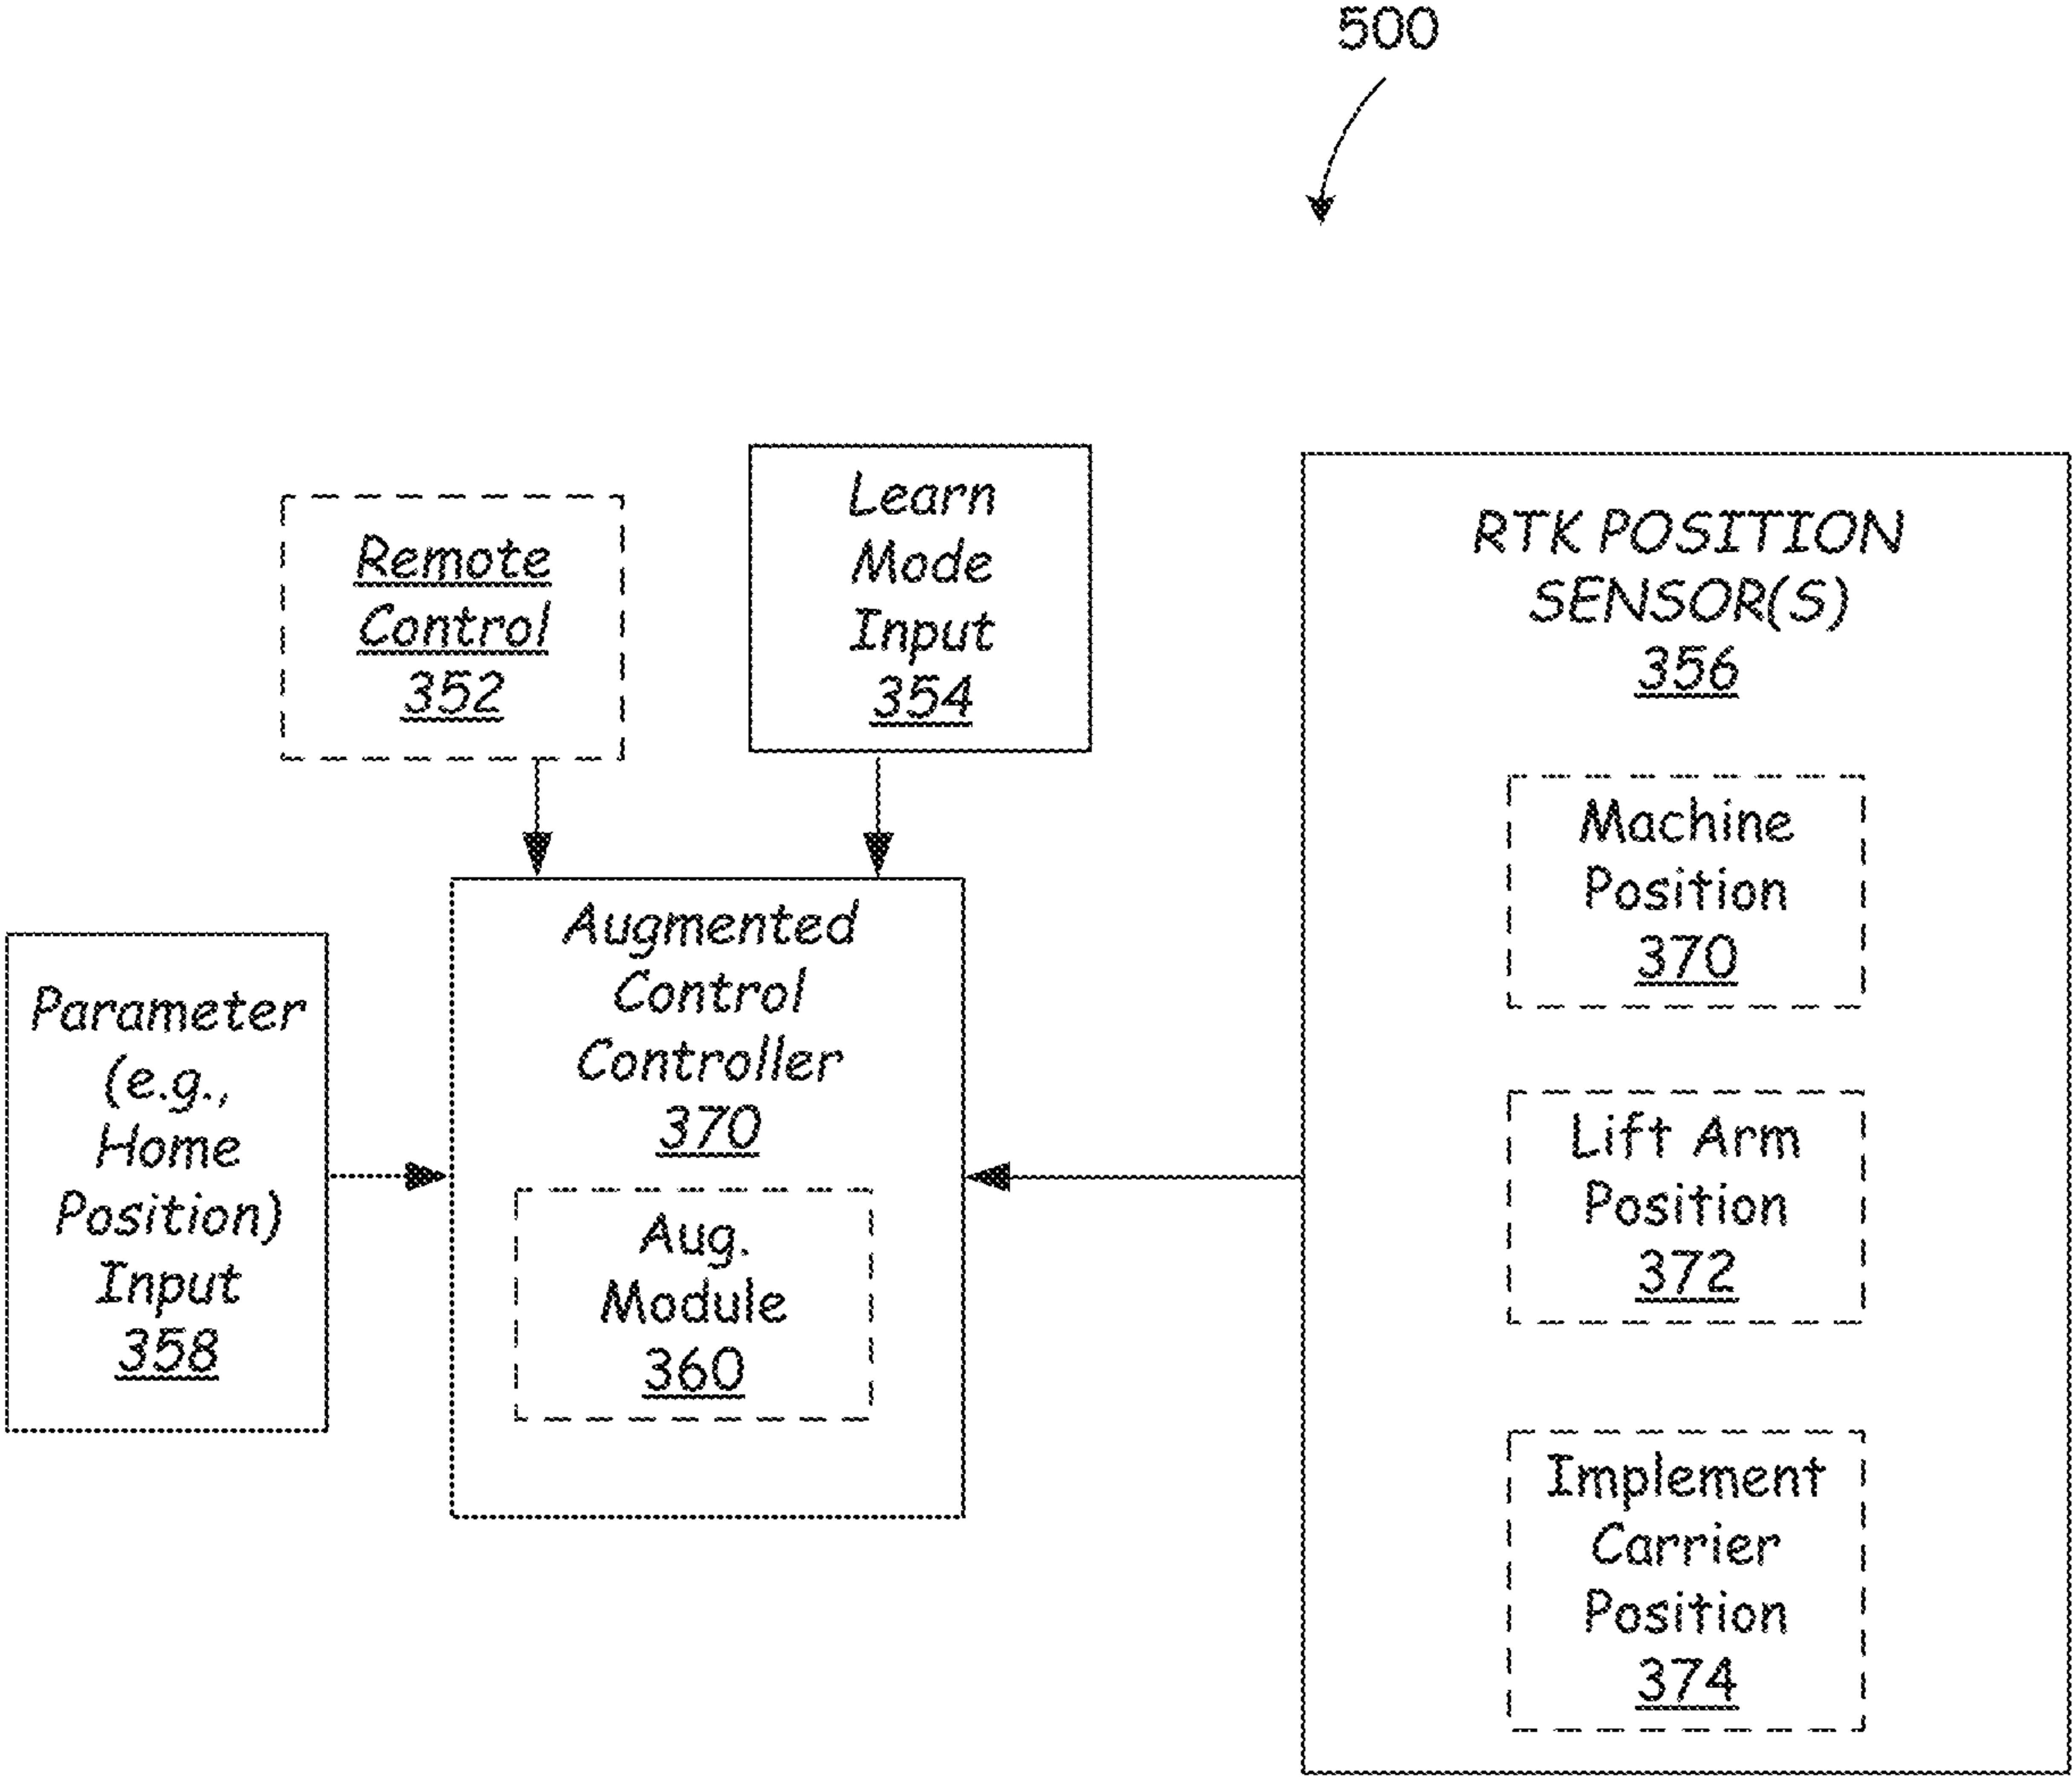 500
Remote
Control
352
Learn
Mode
Input
354
RTK POSITION
SENSOR(S)
356
Machine
Position
370
Lift Arm
Position
372
Implement
Carrier
Position
374
Augmented
Control
Controller
370
Aug.
Module
360
Parameter
(e.g.,
Home
Position)
Input
358